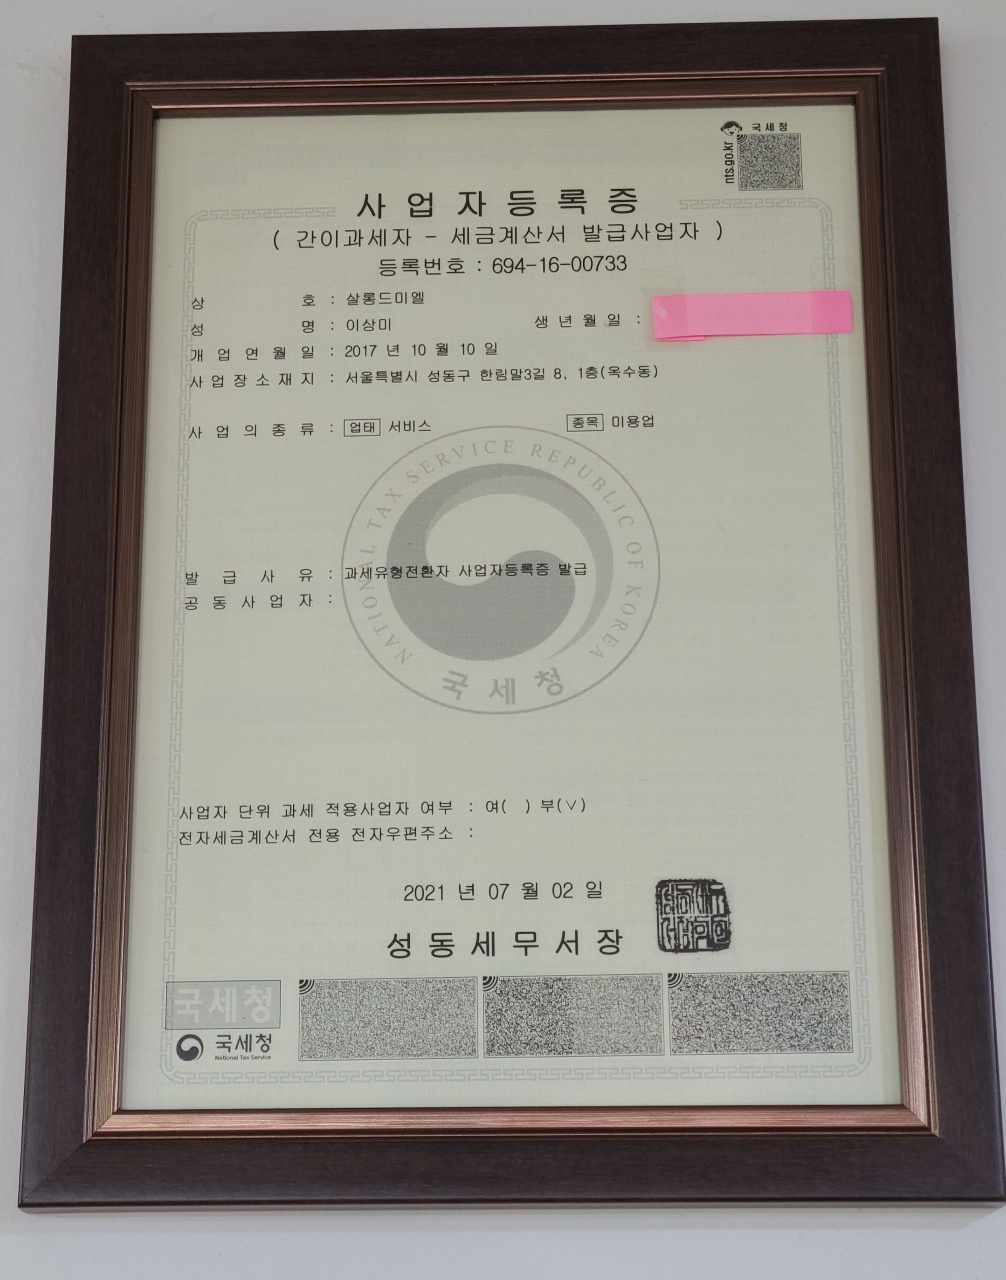 국세청
nts.go.kr
사업자등록증
( 간이과세자 - 세금계산서 발급사업자 )
등록번호 : 694-16-00733
상 호 : 살롱드미엘
성 명 : 이상미 생 년 월 일 :
개 업 연 월 일 : 2017 년 10 월 10 일
사 업 장 소 재 지 : 서울특별시 성동구 한림말3길 8, 1층(옥수동)
사 업 의 종 류 : 업태 서비스 종목 미용업
NATIONAL TAX SERVICE REPUBLIC OF KOREA
발 급 사 유 : 과세유형전환자 사업자등록증 발급
공 동 사 업 자 :
국세청
사업자 단위 과세 적용사업자 여부 : 여( ) 부(∨)
전자세금계산서 전용 전자우편주소 :
2021 년 07 월 02 일
성동세무서장
국세청
국세청
National Tax Service